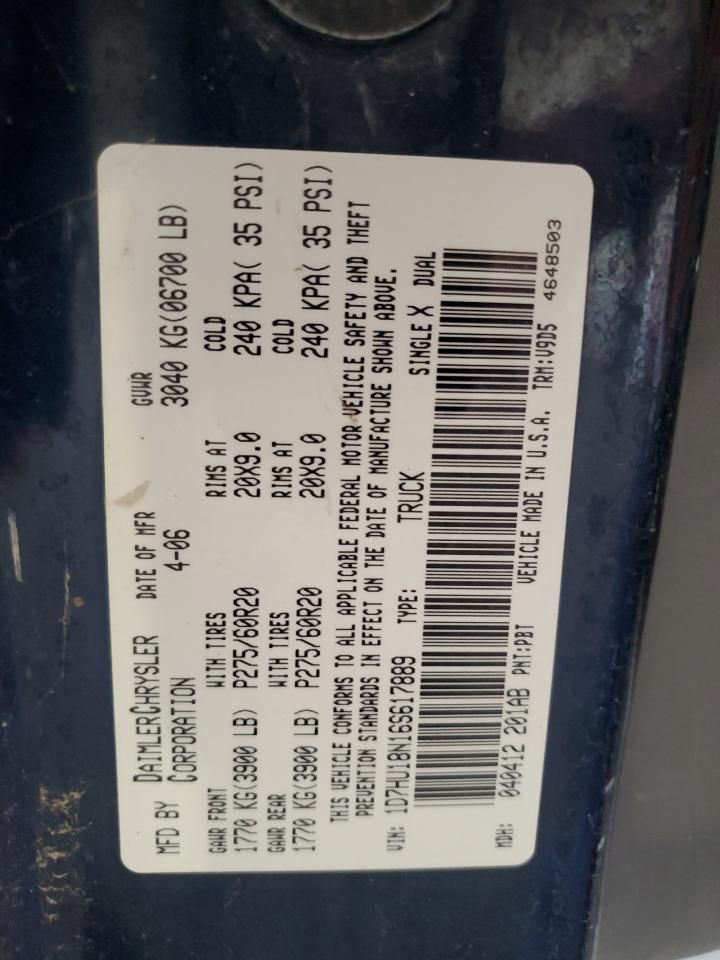 MFD BY DAIMLERCHRYSLER CORPORATION
DATE OF MFR 4-06
GVWR 3040 KG(06700 LB)
GAWR FRONT WITH TIRES RIMS AT COLD
1770 KG(3900 LB) P275/60R20 20X9.0 240 KPA( 35 PSI)
GAWR REAR WITH TIRES RIMS AT COLD
1770 KG(3900 LB) P275/60R20 20X9.0 240 KPA( 35 PSI)
THIS VEHICLE CONFORMS TO ALL APPLICABLE FEDERAL MOTOR VEHICLE SAFETY AND THEFT
PREVENTION STANDARDS IN EFFECT ON THE DATE OF MANUFACTURE SHOWN ABOVE.
VIN: 1D7HU18N16S617889 TYPE: TRUCK SINGLE X DUAL
MDH: 040412 201AB PNT:PBT VEHICLE MADE IN U.S.A. TRM:V9D5 4648503